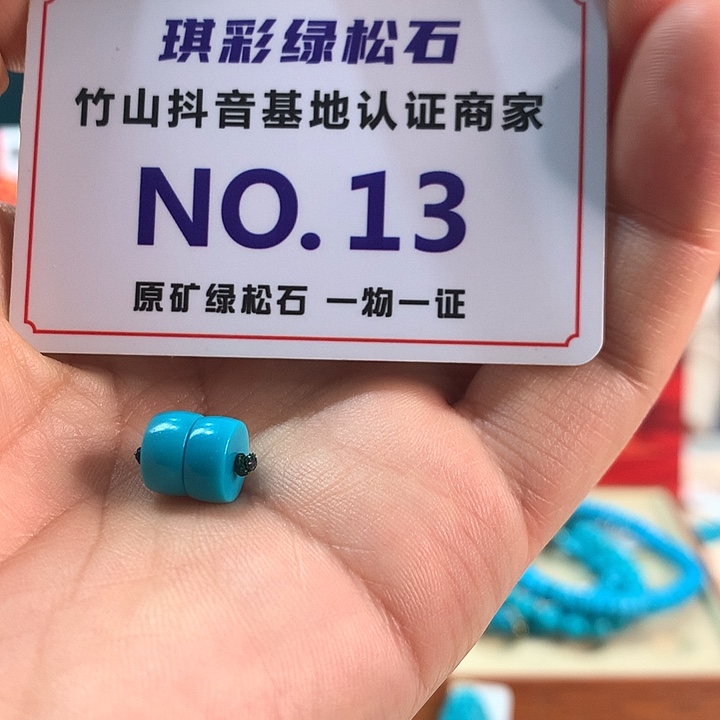 琪彩绿松石
竹山抖音基地认证商家
NO.13
原矿绿松石 一物一证